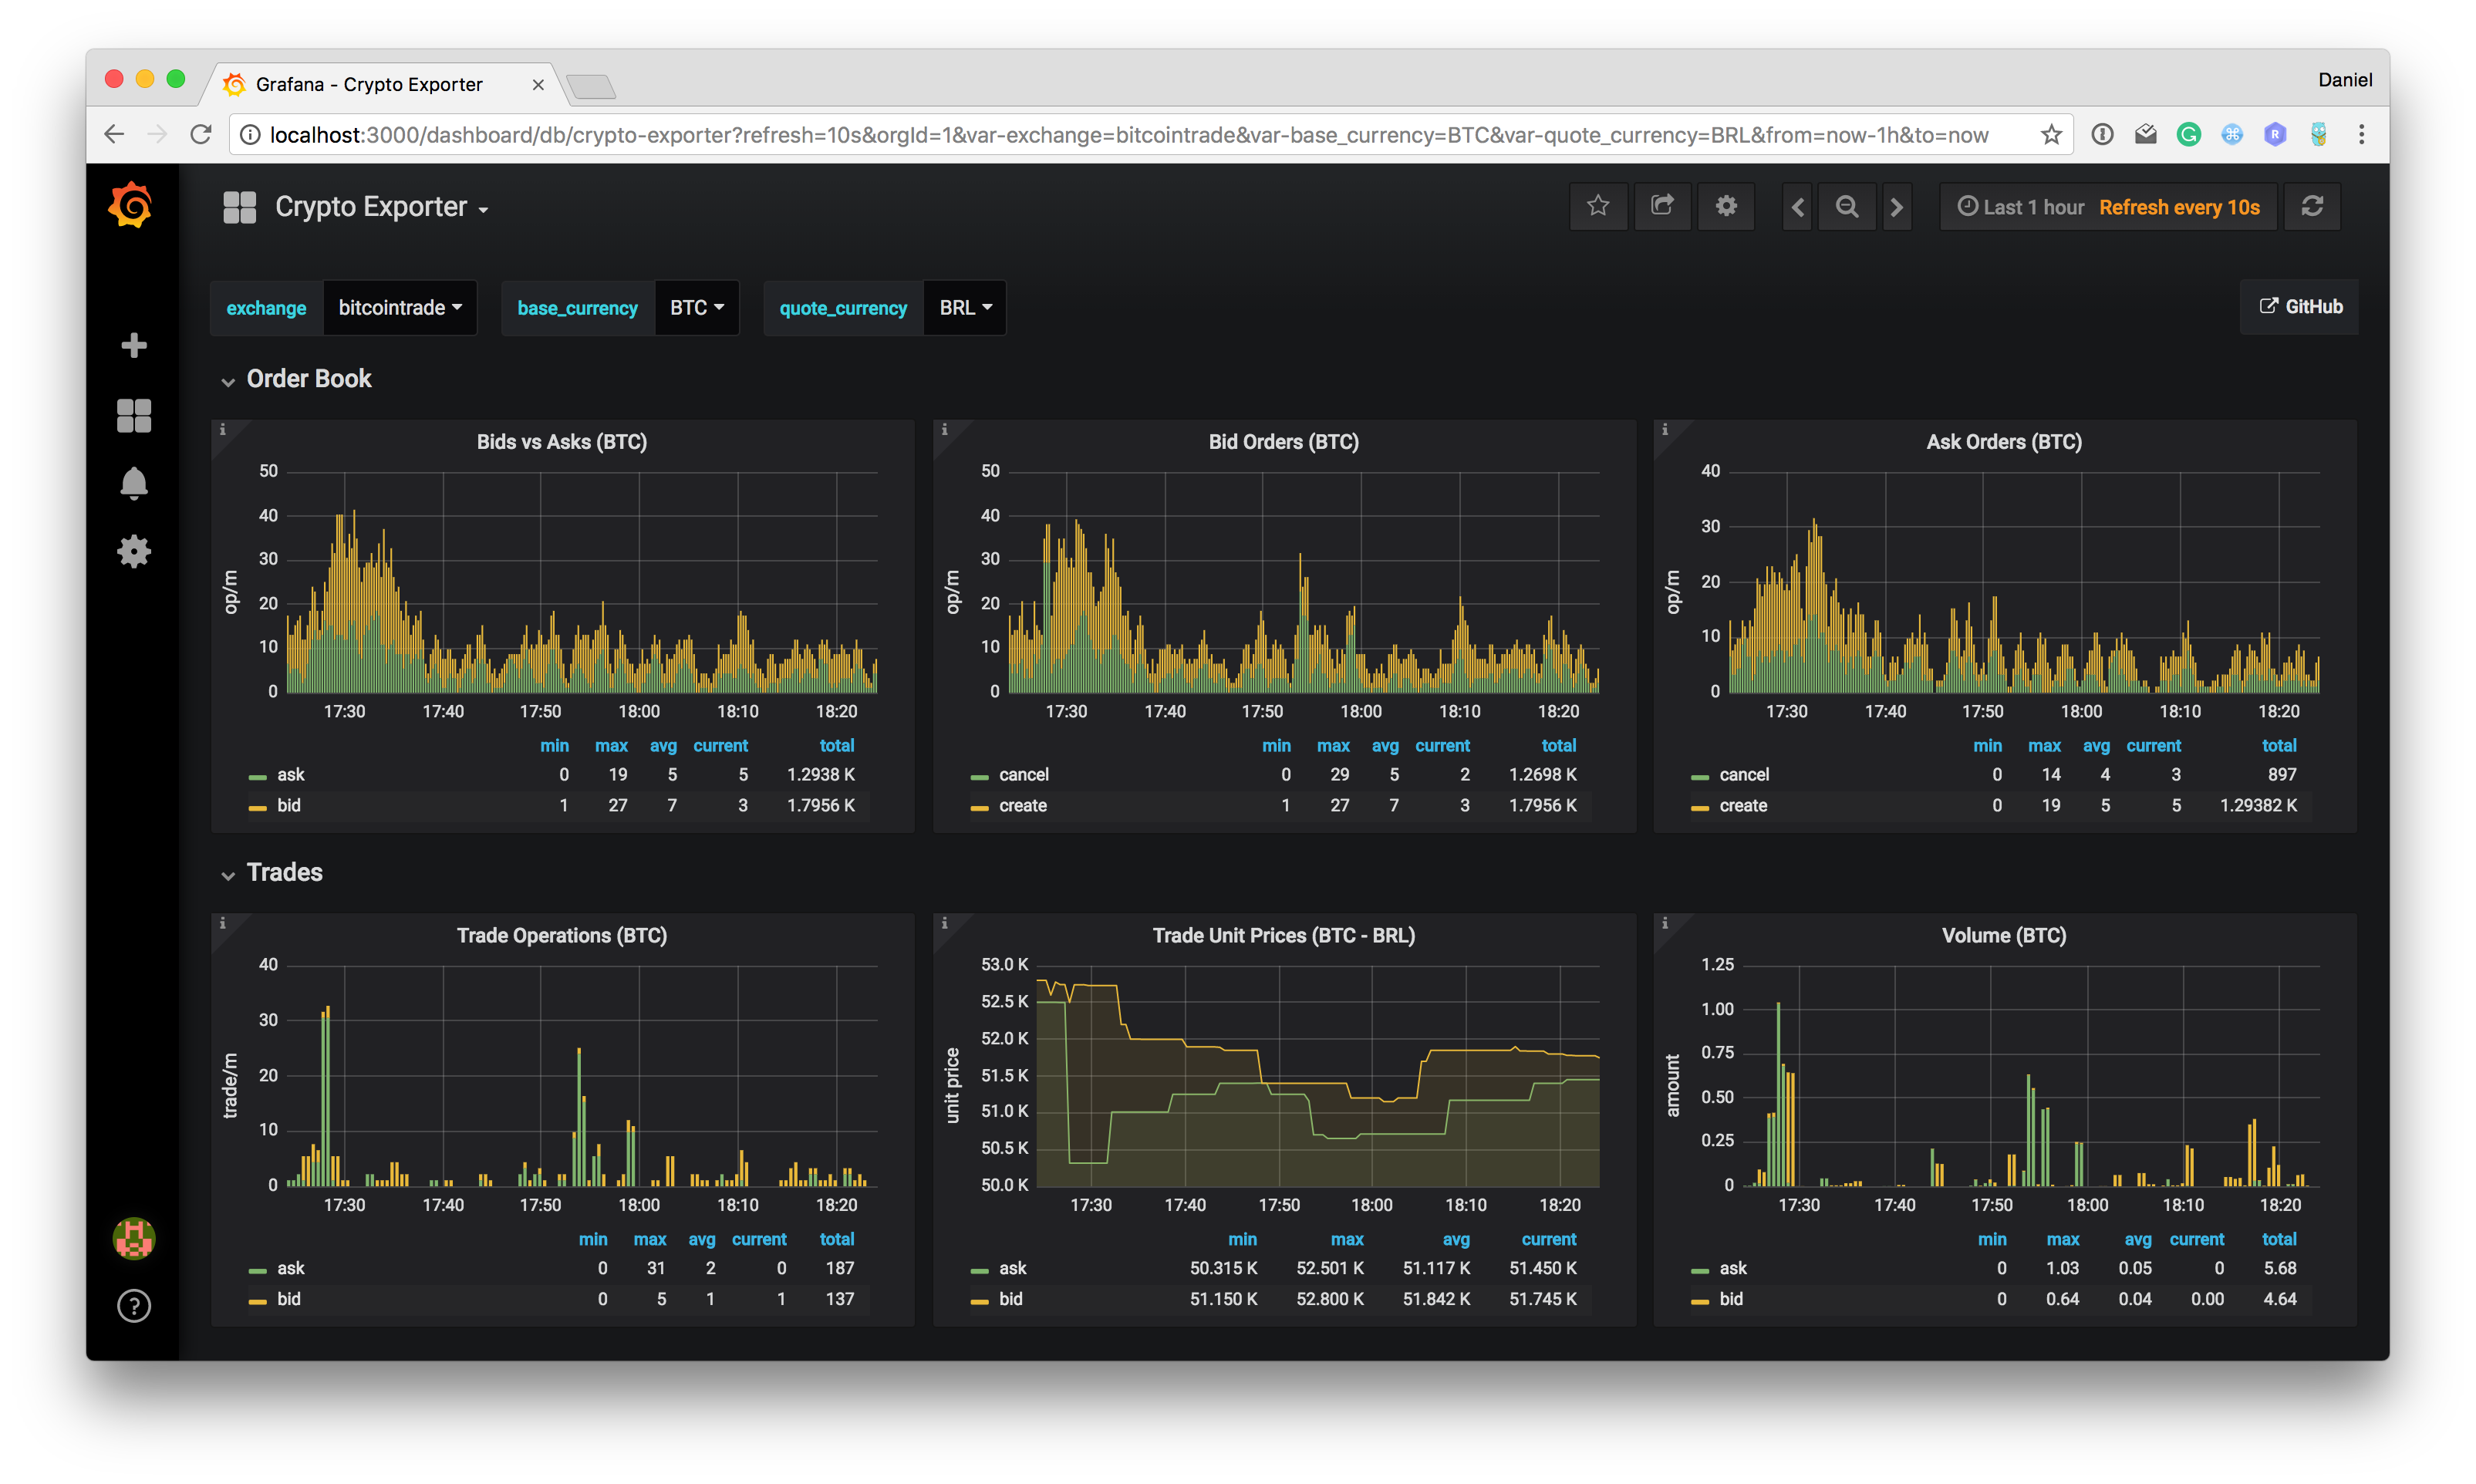 Grafana - Crypto Exporter
Daniel
localhost:3000/dashboard/db/crypto-exporter?refresh=10s&orgId=1&var-exchange=bitcointrade&var-base_currency=BTC&var-quote_currency=BRL&from=now-1h&to=now
Crypto Exporter
Last 1 hour Refresh every 10s
exchange bitcointrade base_currency BTC quote_currency BRL
GitHub
Order Book
Bids vs Asks (BTC)
50
40
30
20
10
0
op/m
17:30 17:40 17:50 18:00 18:10 18:20
min max avg current total
ask 0 19 5 5 1.2938 K
bid 1 27 7 3 1.7956 K
Bid Orders (BTC)
50
40
30
20
10
0
op/m
17:30 17:40 17:50 18:00 18:10 18:20
min max avg current total
cancel 0 29 5 2 1.2698 K
create 1 27 7 3 1.7956 K
Ask Orders (BTC)
40
30
20
10
0
op/m
17:30 17:40 17:50 18:00 18:10 18:20
min max avg current total
cancel 0 14 4 3 897
create 0 19 5 5 1.29382 K
Trades
Trade Operations (BTC)
40
30
20
10
0
trade/m
17:30 17:40 17:50 18:00 18:10 18:20
min max avg current total
ask 0 31 2 0 187
bid 0 5 1 1 137
Trade Unit Prices (BTC - BRL)
53.0 K
52.5 K
52.0 K
51.5 K
51.0 K
50.5 K
50.0 K
unit price
17:30 17:40 17:50 18:00 18:10 18:20
min max avg current
ask 50.315 K 52.501 K 51.117 K 51.450 K
bid 51.150 K 52.800 K 51.842 K 51.745 K
Volume (BTC)
1.25
1.00
0.75
0.50
0.25
0
amount
17:30 17:40 17:50 18:00 18:10 18:20
min max avg current total
ask 0 1.03 0.05 0 5.68
bid 0 0.64 0.04 0.00 4.64